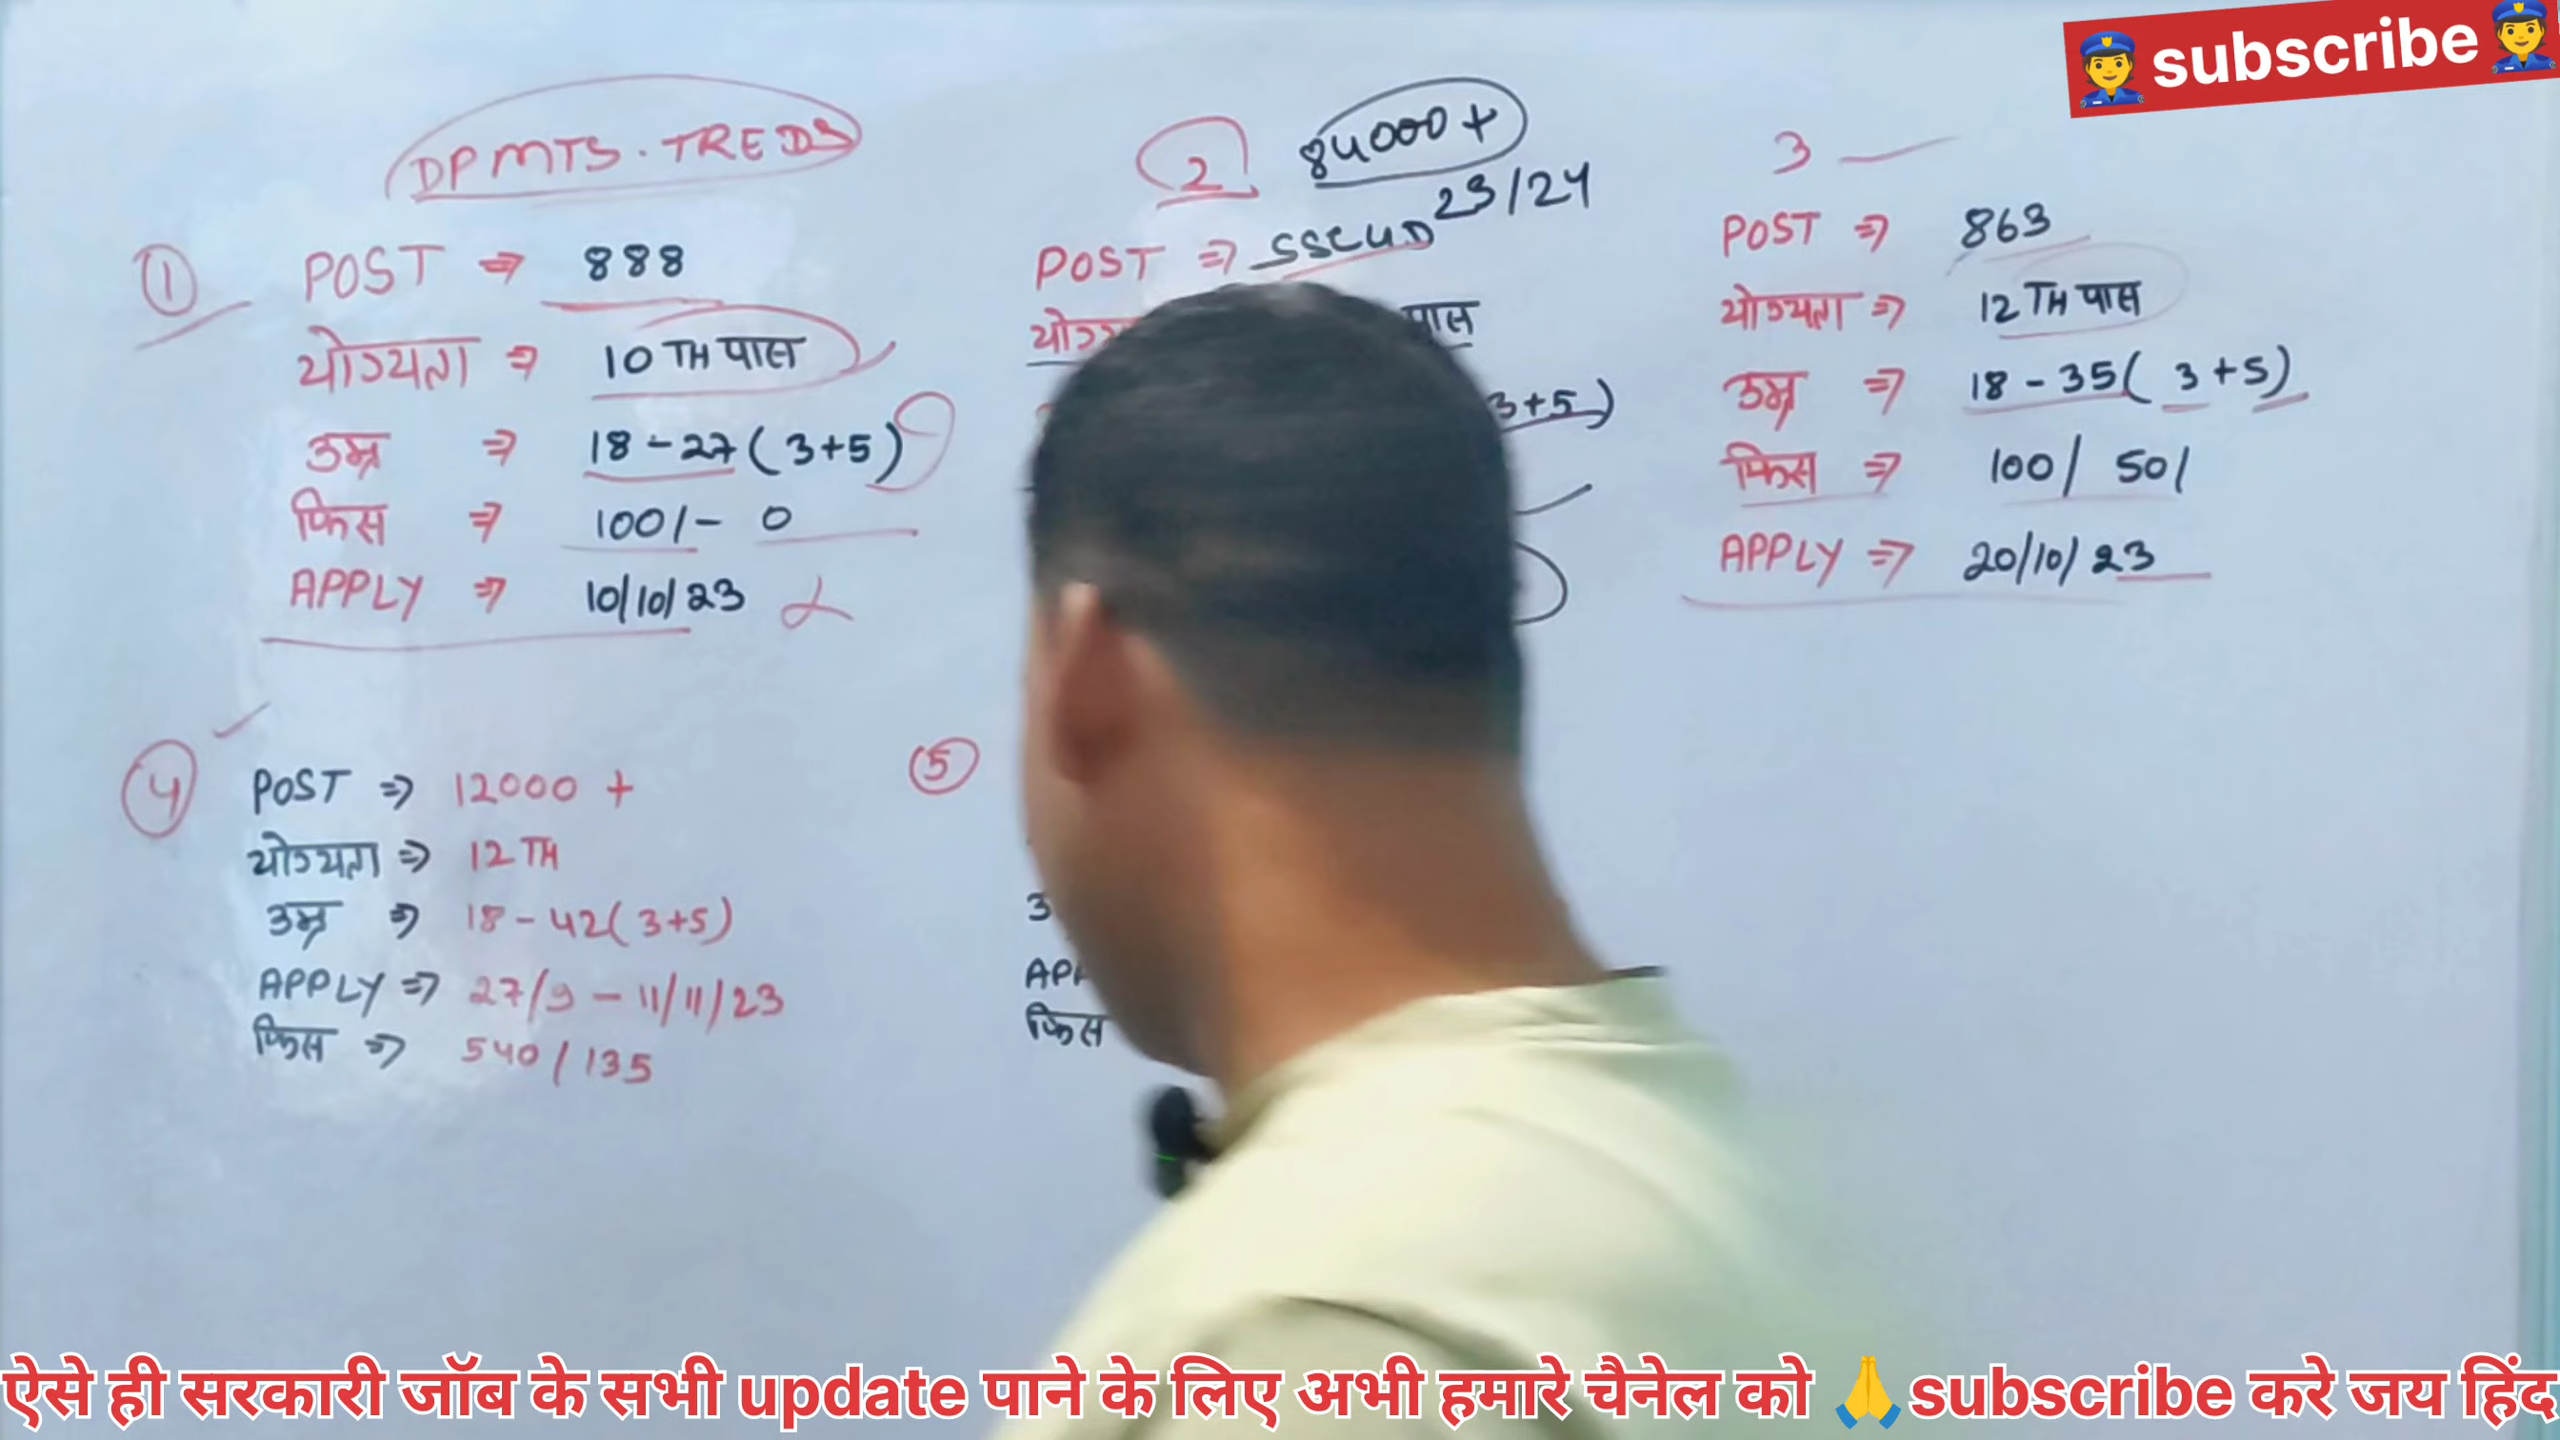 subscribe
DP MTS. TREDS
① POST ⇒ 888
योग्यता ⇒ 10 TH पास
उम्र ⇒ 18-27 (3+5)
फिस ⇒ 100/- 0
APPLY ⇒ 10/10/23
2 84000+
POST ⇒ SSC GD 23/24
पास
3+5)
3 —
POST ⇒ 863
योग्यता ⇒ 12 TH पास
उम्र ⇒ 18-35 (3+5)
फिस ⇒ 100/ 50/
APPLY ⇒ 20/10/23
④ POST ⇒ 12000 +
योग्यता ⇒ 12 TH
उम्र ⇒ 18-42 (3+5)
APPLY ⇒ 27/9 - 11/11/23
फिस ⇒ 540/135
⑤
फिस
ऐसे ही सरकारी जॉब के सभी update पाने के लिए अभी हमारे चैनेल को 🙏subscribe करे जय हिंद